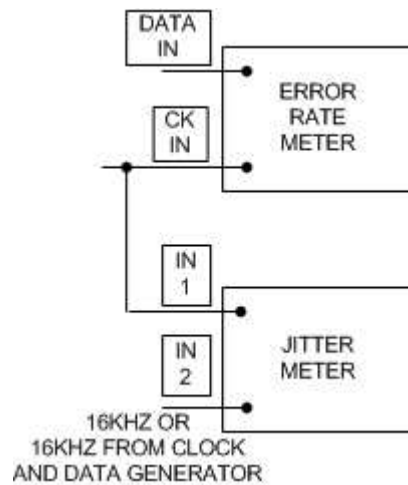 DATA
IN
ERROR
RATE
METER
CK
IN
IN
1
JITTER
METER
IN
2
16KHZ OR
16KHZ FROM CLOCK
AND DATA GENERATOR